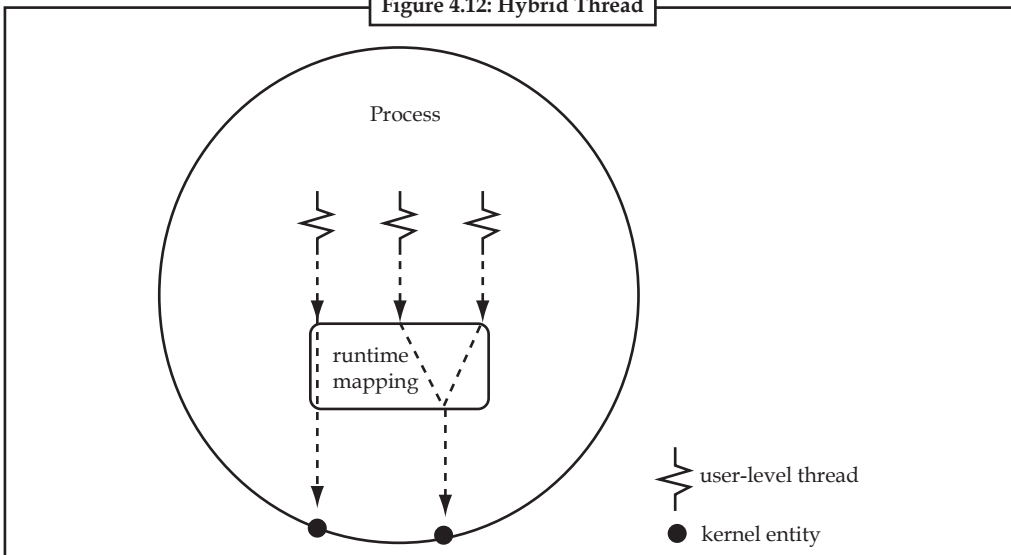 Figure 4.12: Hybrid Thread
Process
runtime
mapping
user-level thread
kernel entity